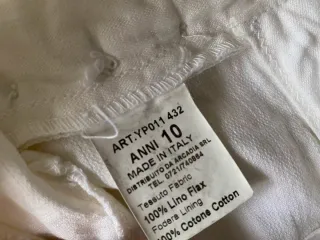 ART.YP011 432
ANNI 10
MADE IN ITALY
DISTRIBUITO DA ARCADIA SRL
TEL. 0721/740864
Tessuto Fabric
100% Lino Flax
Fodera Lining
100% Cotone Cotton